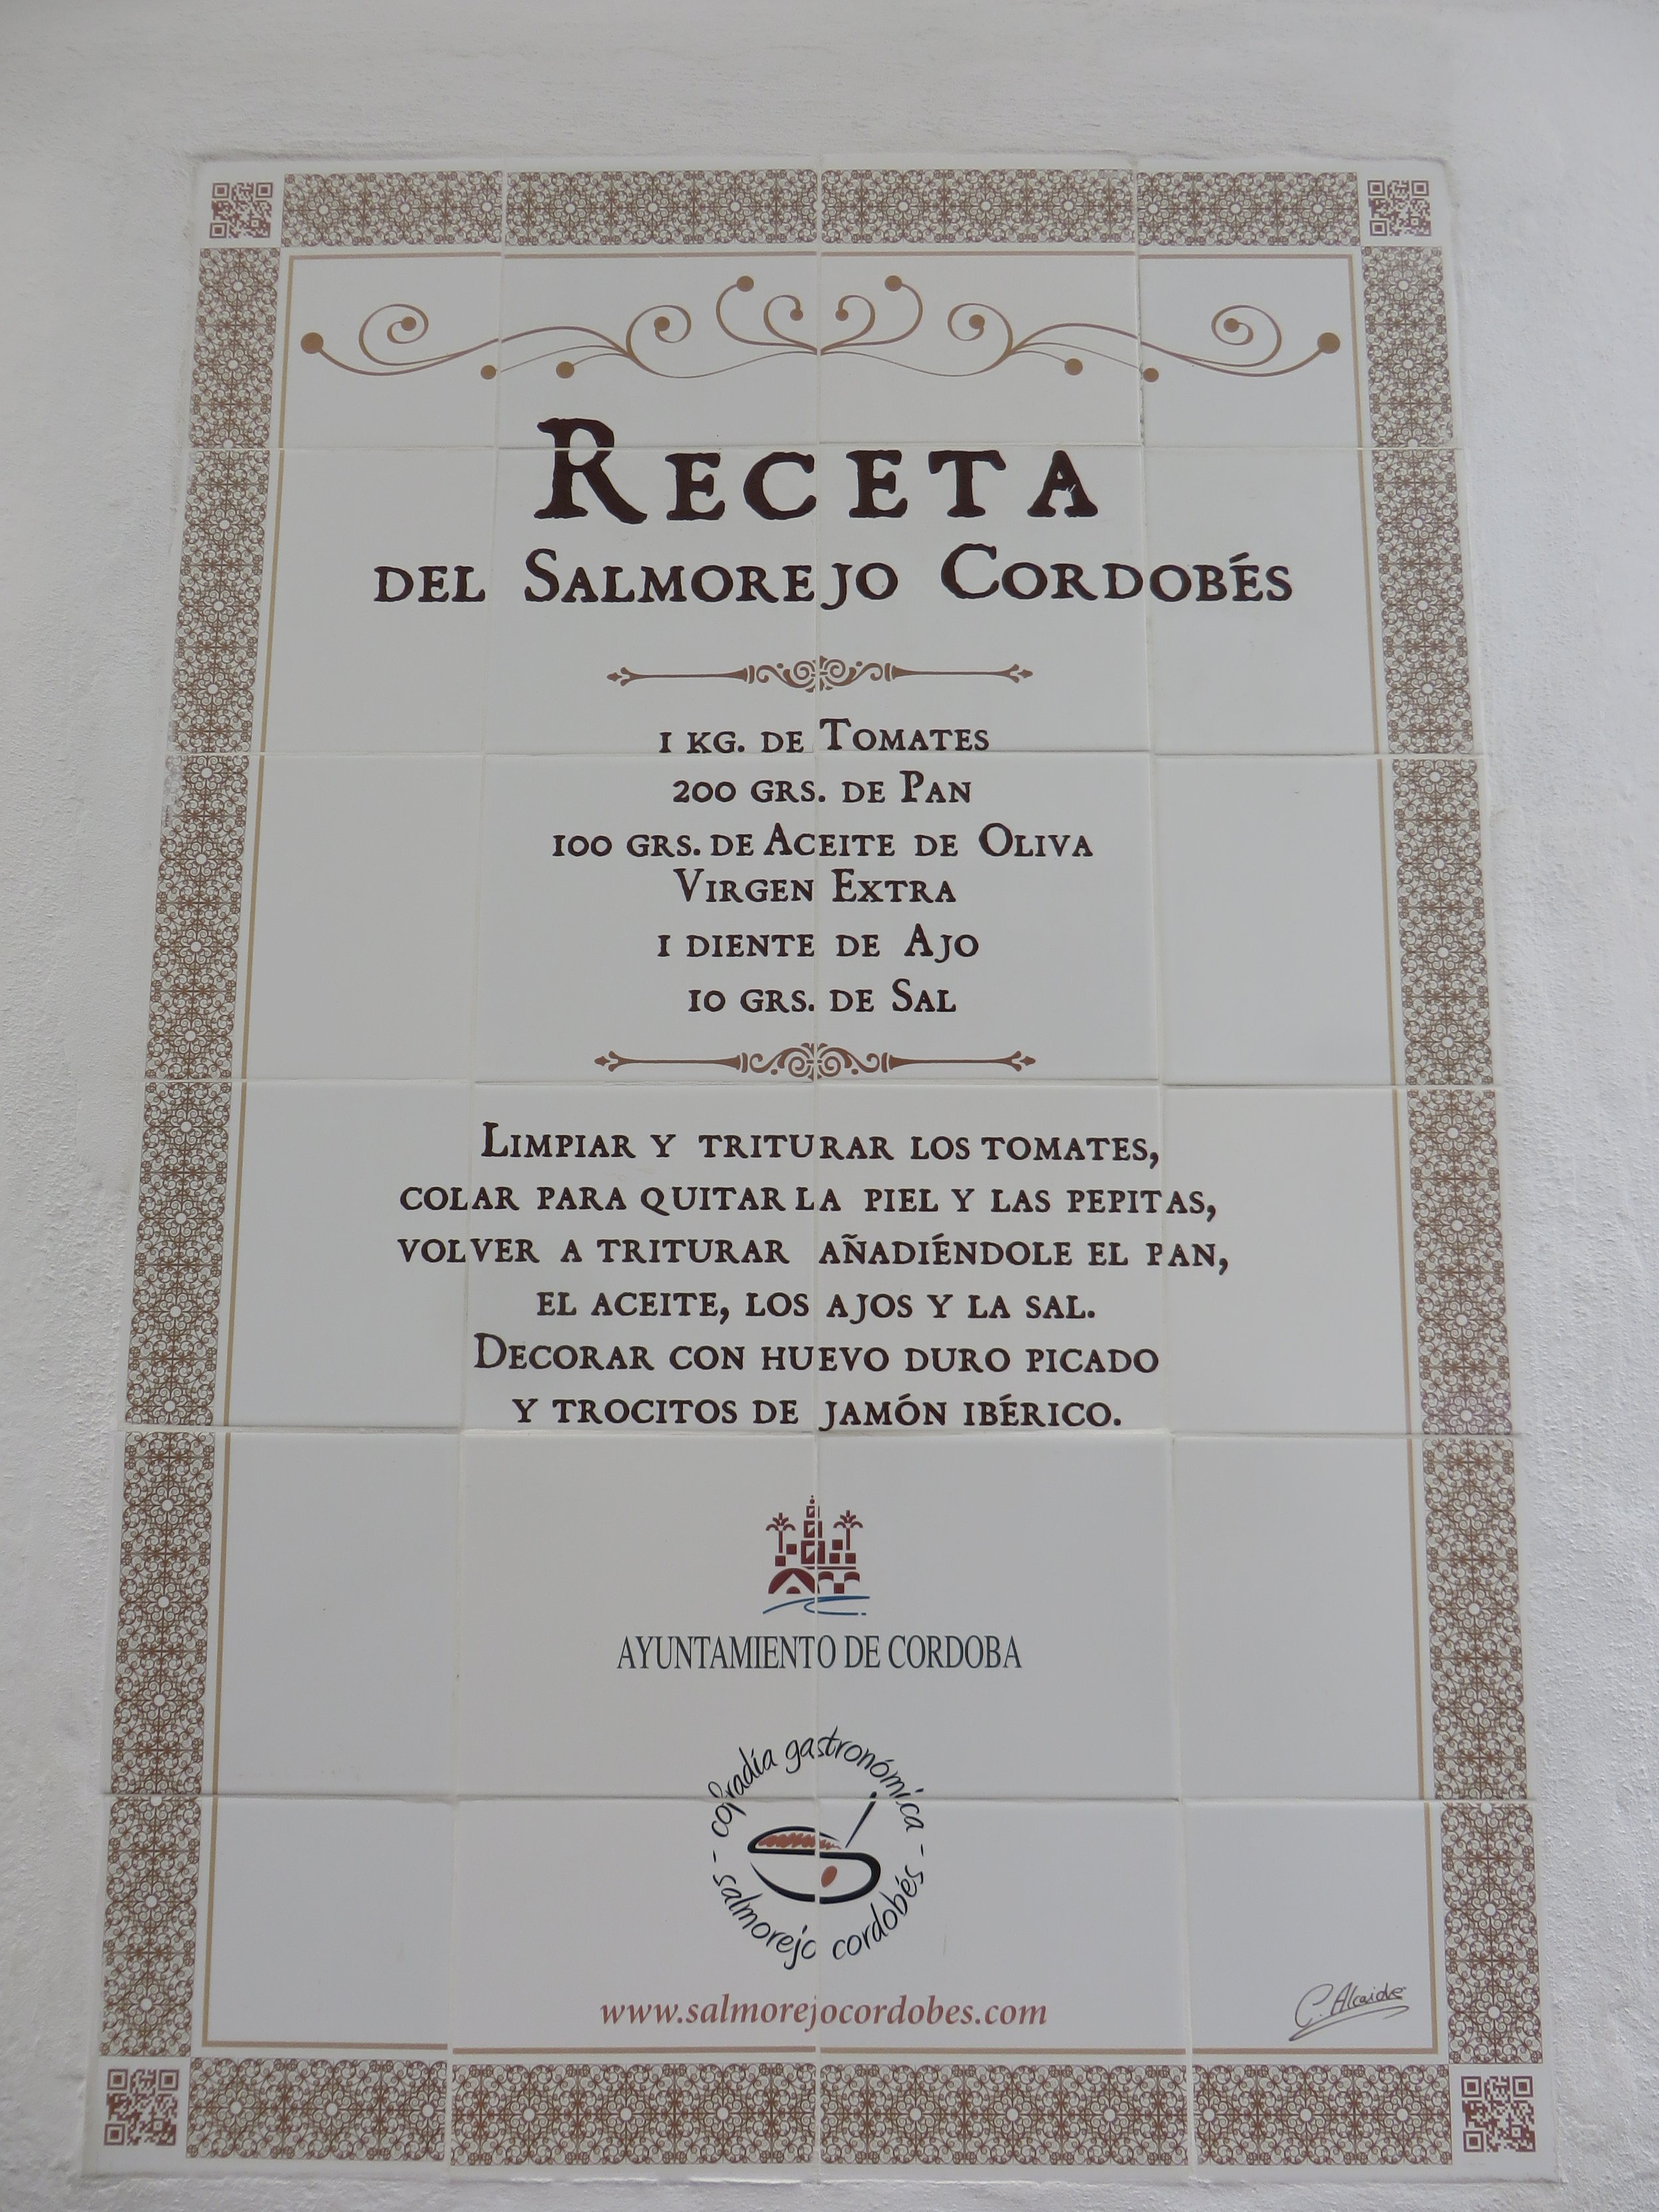 Receta
del Salmorejo Cordobés
1 kg. de Tomates
200 grs. de Pan
100 grs. de Aceite de Oliva
Virgen Extra
1 diente de Ajo
10 grs. de Sal
Limpiar y triturar los tomates,
colar para quitar la piel y las pepitas,
volver a triturar añadiéndole el pan,
el aceite, los ajos y la sal.
Decorar con huevo duro picado
y trocitos de jamón ibérico.
AYUNTAMIENTO DE CORDOBA
cofradía gastronómica
- salmorejo cordobés -
www.salmorejocordobes.com
C. Alcaide